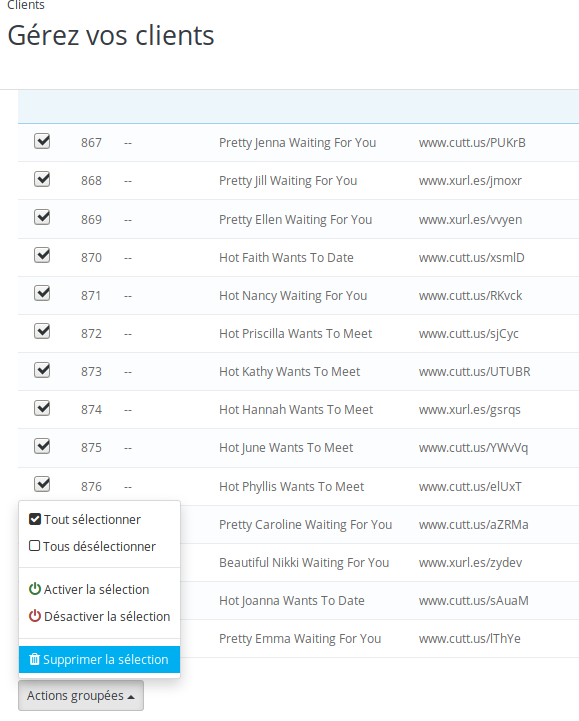 Clients
Gérez vos clients
867 -- Pretty Jenna Waiting For You www.cutt.us/PUKrB
868 -- Pretty Jill Waiting For You www.xurl.es/jmoxr
869 -- Pretty Ellen Waiting For You www.xurl.es/vvyen
870 -- Hot Faith Wants To Date www.cutt.us/xsmlD
871 -- Hot Nancy Waiting For You www.cutt.us/RKvck
872 -- Hot Priscilla Wants To Meet www.cutt.us/sjCyc
873 -- Hot Kathy Wants To Meet www.cutt.us/UTUBR
874 -- Hot Hannah Wants To Meet www.xurl.es/gsrqs
875 -- Hot June Wants To Meet www.cutt.us/YWvVq
876 -- Hot Phyllis Wants To Meet www.cutt.us/elUxT
Pretty Caroline Waiting For You www.cutt.us/aZRMa
Beautiful Nikki Waiting For You www.xurl.es/zydev
Hot Joanna Wants To Date www.cutt.us/sAuaM
Pretty Emma Waiting For You www.cutt.us/lThYe
Tout sélectionner
Tous désélectionner
Activer la sélection
Désactiver la sélection
Supprimer la sélection
Actions groupées